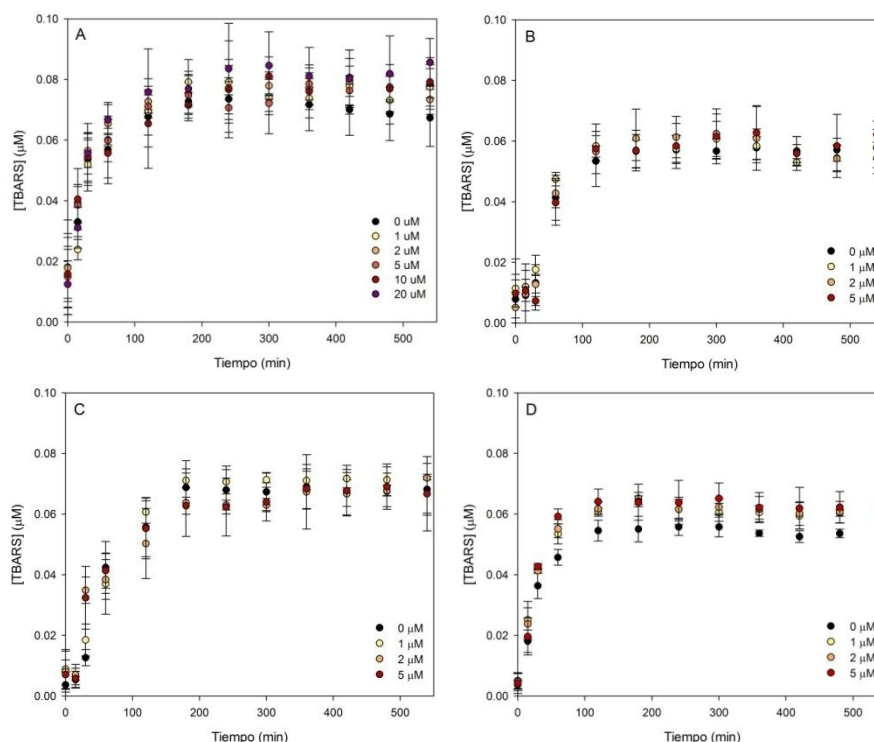 A
[TBARS] (µM)
0.10
0.08
0.06
0.04
0.02
0.00
0 uM
1 uM
2 uM
5 uM
10 uM
20 uM
0 100 200 300 400 500
Tiempo (min)
B
[TBARS] (µM)
0.10
0.08
0.06
0.04
0.02
0.00
0 µM
1 µM
2 µM
5 µM
0 100 200 300 400 500
Tiempo (min)
C
[TBARS] (µM)
0.10
0.08
0.06
0.04
0.02
0.00
0 µM
1 µM
2 µM
5 µM
0 100 200 300 400 500
Tiempo (min)
D
[TBARS] (µM)
0.10
0.08
0.06
0.04
0.02
0.00
0 µM
1 µM
2 µM
5 µM
0 100 200 300 400 500
Tiempo (min)